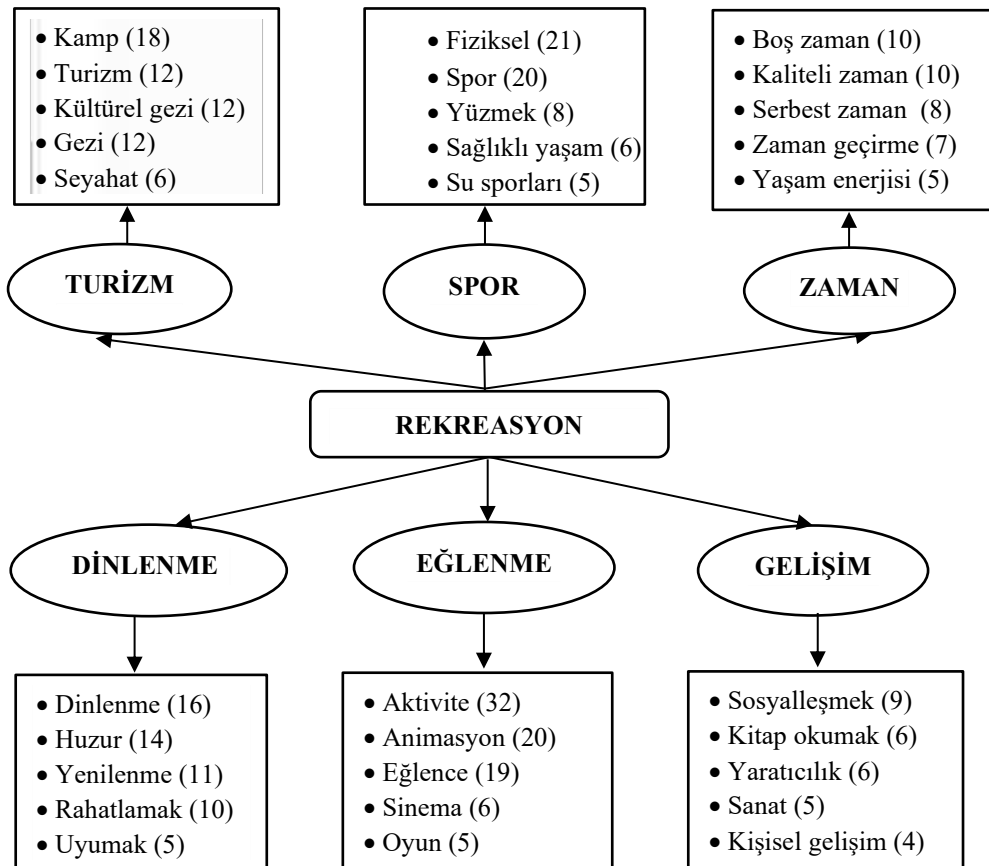 • Kamp (18)
• Turizm (12)
• Kültürel gezi (12)
• Gezi (12)
• Seyahat (6)
• Fiziksel (21)
• Spor (20)
• Yüzmek (8)
• Sağlıklı yaşam (6)
• Su sporları (5)
• Boş zaman (10)
• Kaliteli zaman (10)
• Serbest zaman (8)
• Zaman geçirme (7)
• Yaşam enerjisi (5)
TURİZM
SPOR
ZAMAN
REKREASYON
DİNLENME
EĞLENME
GELİŞİM
• Dinlenme (16)
• Huzur (14)
• Yenilenme (11)
• Rahatlamak (10)
• Uyumak (5)
• Aktivite (32)
• Animasyon (20)
• Eğlence (19)
• Sinema (6)
• Oyun (5)
• Sosyalleşmek (9)
• Kitap okumak (6)
• Yaratıcılık (6)
• Sanat (5)
• Kişisel gelişim (4)